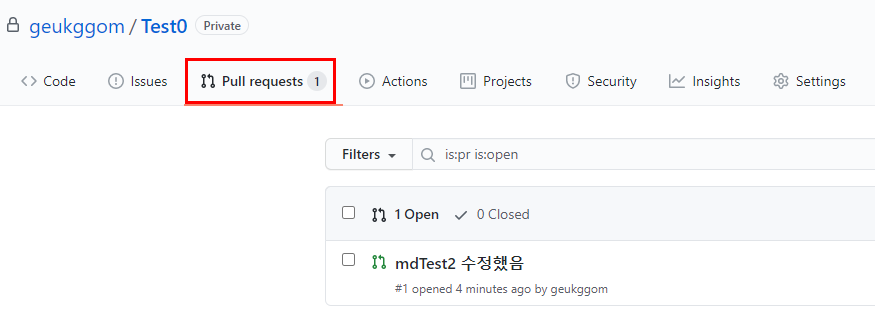 geukggom / Test0 Private
Code Issues Pull requests 1 Actions Projects Security Insights Settings
Filters is:pr is:open
1 Open 0 Closed
mdTest2 수정했음
#1 opened 4 minutes ago by geukggom